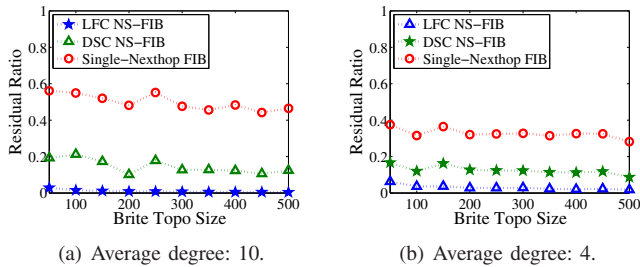 1
0.8
0.6
0.4
0.2
0
Residual Ratio
LFC NS-FIB
DSC NS-FIB
Single-Nexthop FIB
100 200 300 400 500
Brite Topo Size
(a) Average degree: 10.
1
0.8
0.6
0.4
0.2
0
Residual Ratio
LFC NS-FIB
DSC NS-FIB
Single-Nexthop FIB
100 200 300 400 500
Brite Topo Size
(b) Average degree: 4.